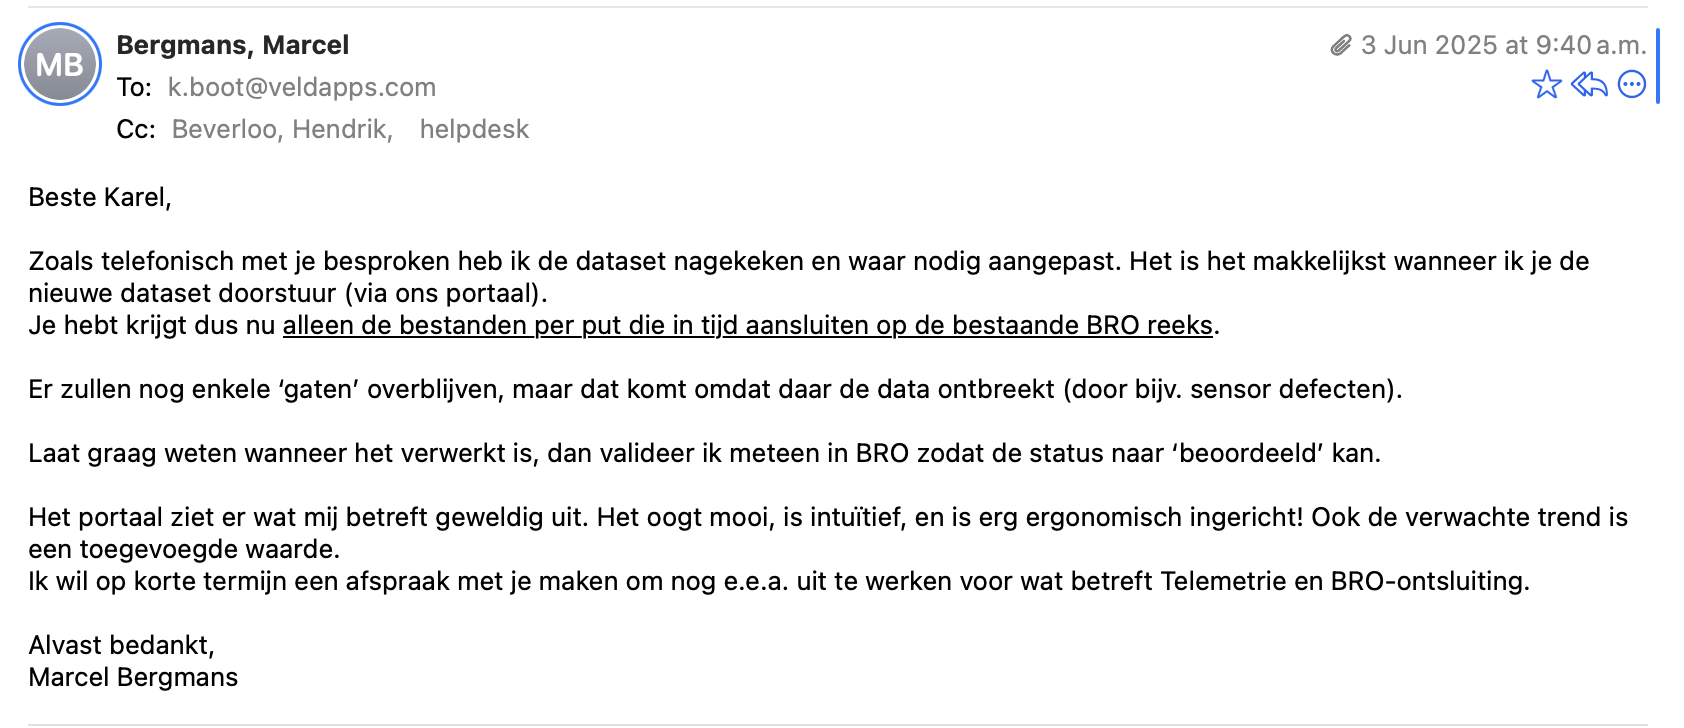 MB
Bergmans, Marcel
3 Jun 2025 at 9:40 a.m.
To: k.boot@veldapps.com
Cc: Beverloo, Hendrik, helpdesk
Beste Karel,
Zoals telefonisch met je besproken heb ik de dataset nagekeken en waar nodig aangepast. Het is het makkelijkst wanneer ik je de
nieuwe dataset doorstuur (via ons portaal).
Je hebt krijgt dus nu alleen de bestanden per put die in tijd aansluiten op de bestaande BRO reeks.
Er zullen nog enkele ‘gaten’ overblijven, maar dat komt omdat daar de data ontbreekt (door bijv. sensor defecten).
Laat graag weten wanneer het verwerkt is, dan valideer ik meteen in BRO zodat de status naar ‘beoordeeld’ kan.
Het portaal ziet er wat mij betreft geweldig uit. Het oogt mooi, is intuïtief, en is erg ergonomisch ingericht! Ook de verwachte trend is
een toegevoegde waarde.
Ik wil op korte termijn een afspraak met je maken om nog e.e.a. uit te werken voor wat betreft Telemetrie en BRO-ontsluiting.
Alvast bedankt,
Marcel Bergmans